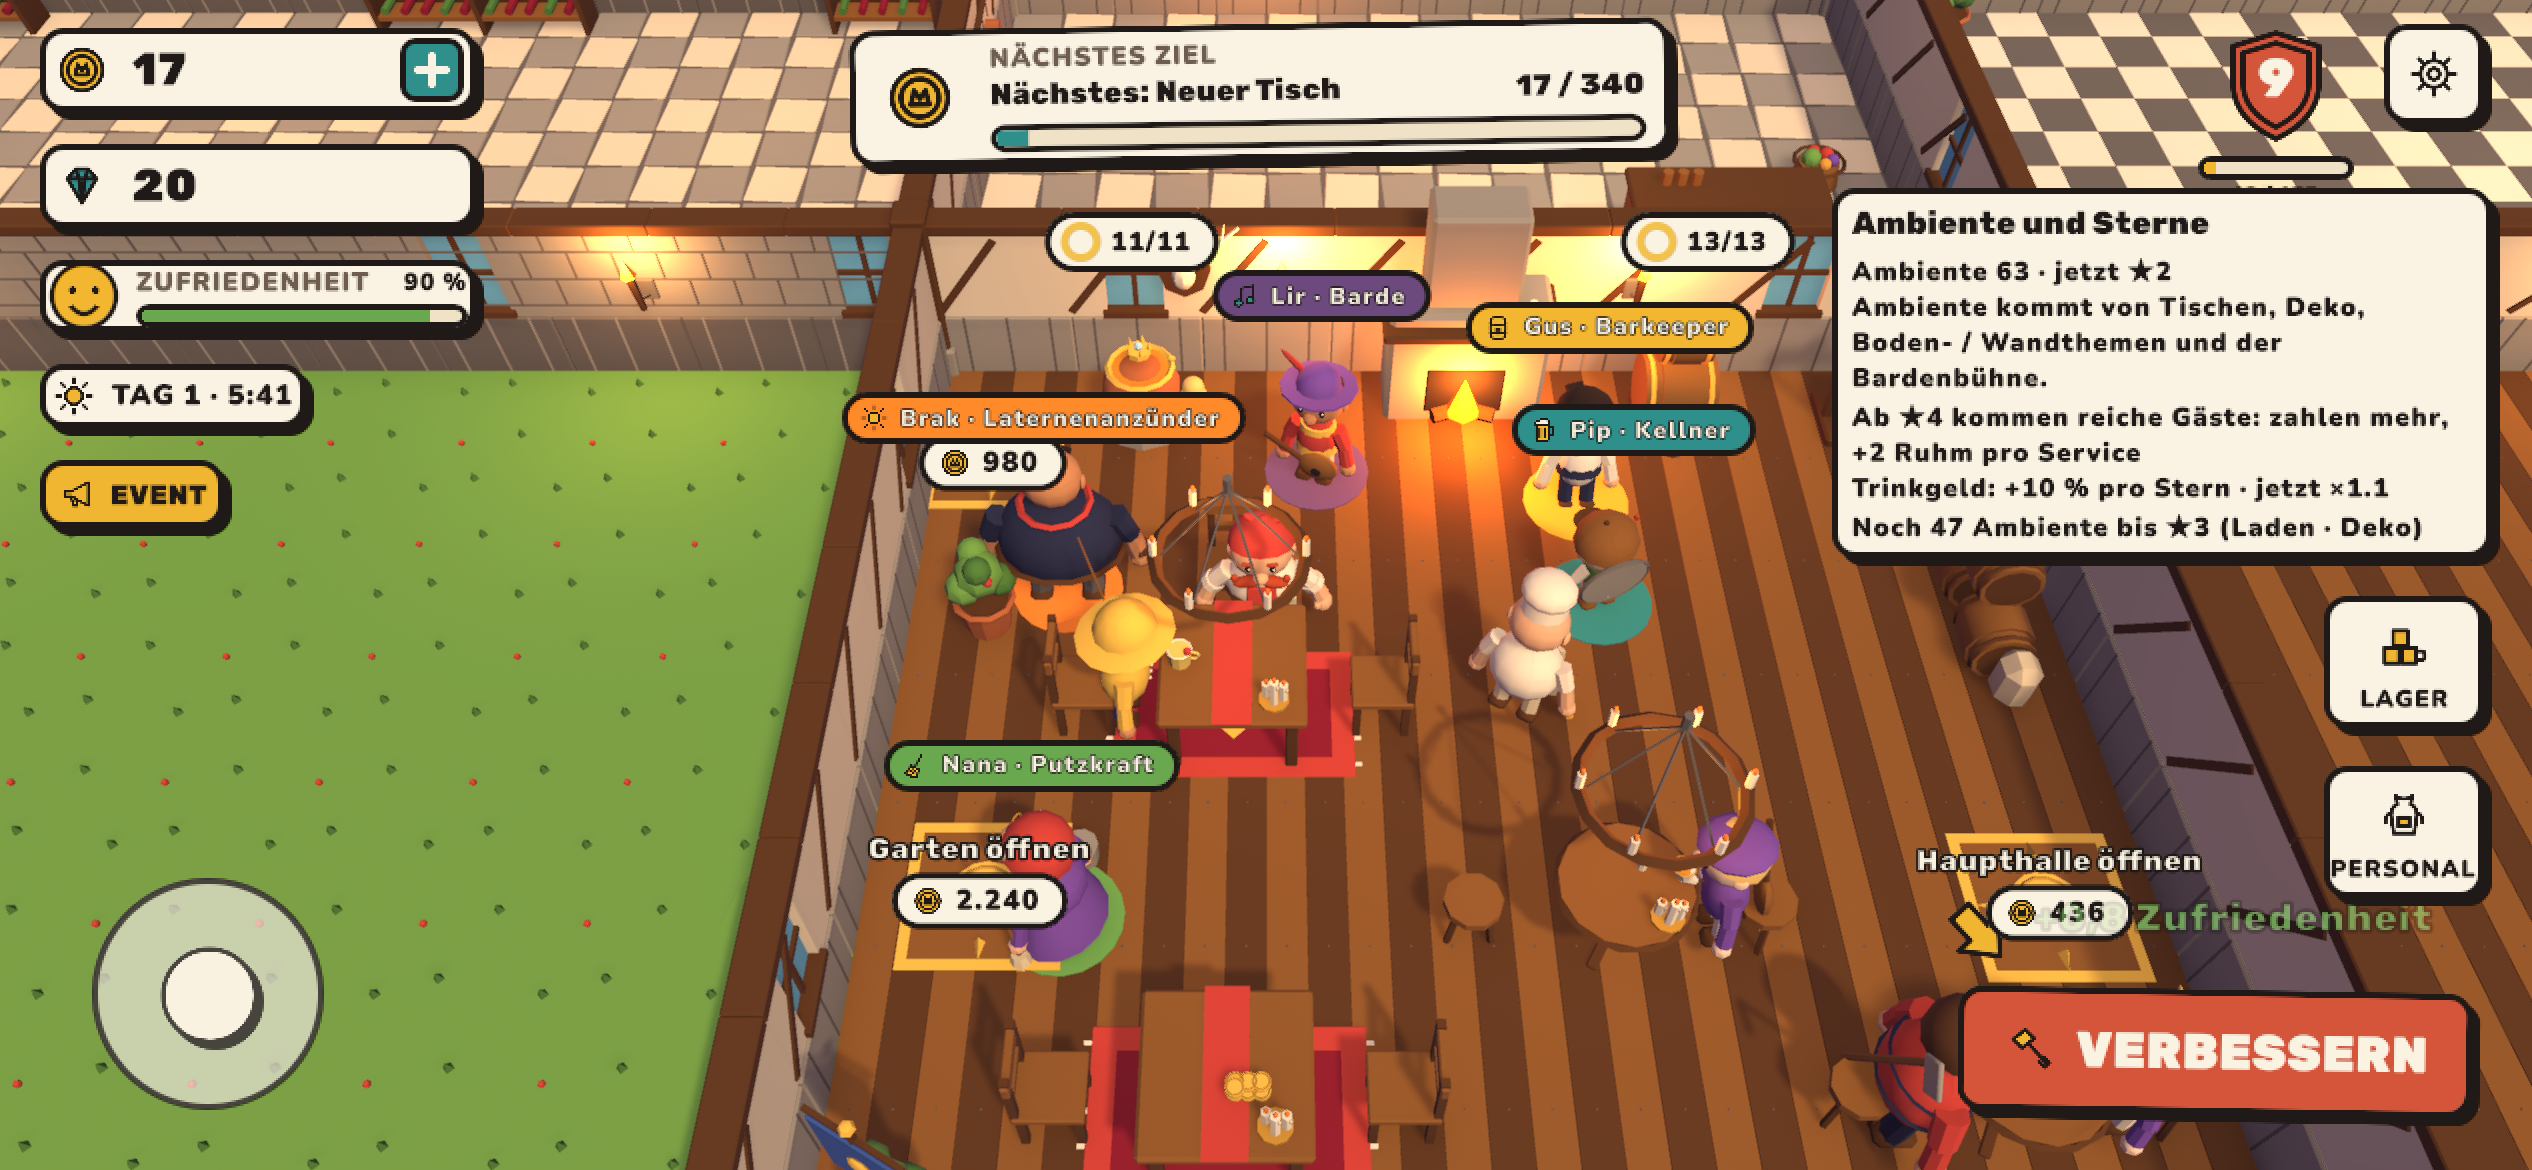 17
NÄCHSTES ZIEL
Nächstes: Neuer Tisch
17 / 340
9
20
ZUFRIEDENHEIT 90 %
TAG 1 · 5:41
EVENT
11/11
13/13
Lir · Barde
Gus · Barkeeper
Brak · Laternenanzünder
980
Pip · Kellner
Ambiente und Sterne
Ambiente 63 · jetzt ★2
Ambiente kommt von Tischen, Deko,
Boden- / Wandthemen und der
Bardenbühne.
Ab ★4 kommen reiche Gäste: zahlen mehr,
+2 Ruhm pro Service
Trinkgeld: +10 % pro Stern · jetzt ×1.1
Noch 47 Ambiente bis ★3 (Laden · Deko)
LAGER
Nana · Putzkraft
Garten öffnen
2.240
PERSONAL
Haupthalle öffnen
436
Zufriedenheit
VERBESSERN